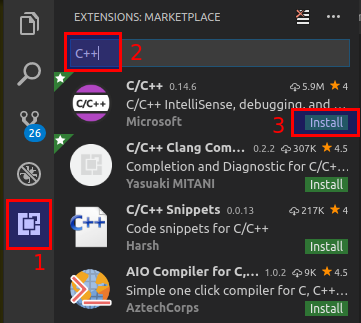 EXTENSIONS: MARKETPLACE
C++
2
C/C++ 0.14.6 5.9M 4
C/C++
C/C++ IntelliSense, debugging, and ...
Microsoft
3
Install
C/C++ Clang Com... 0.2.2 307K 4.5
Completion and Diagnostic for C/C+...
Yasuaki MITANI
Install
26
C/C++ Snippets 0.0.13 217K 4
C++
Code snippets for C/C++
Harsh
Install
1
AIO Compiler for C,... 1.0.2 9K 4.5
Simple one click compiler for C, C++...
AztechCorps
Install